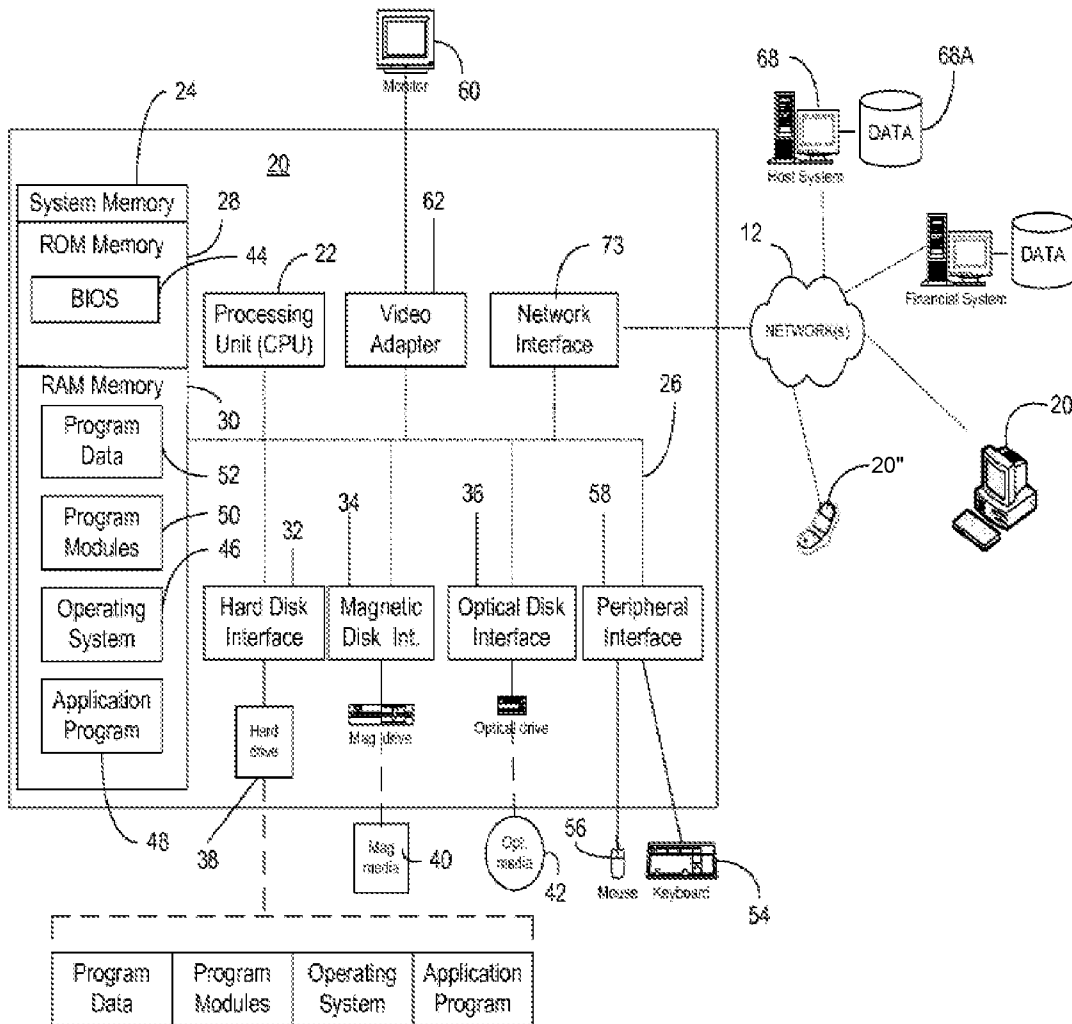 60
Monitor
68
68A
DATA
Host System
24
20
System Memory
28
ROM Memory
44
BIOS
22
62
73
12
Processing
Unit (CPU)
Video
Adapter
Network
Interface
NETWORK(s)
DATA
Financial System
RAM Memory
30
26
20
20"
Program
Data
52
Program
Modules
50
46
Operating
System
Application
Program
48
32
34
36
58
Hard Disk
Interface
Magnetic
Disk Int.
Optical Disk
Interface
Peripheral
Interface
Hard
drive
38
Mag drive
Optical drive
Mag
media
40
Opt.
media
42
56
Mouse
Keyboard
54
Program
Data
Program
Modules
Operating
System
Application
Program